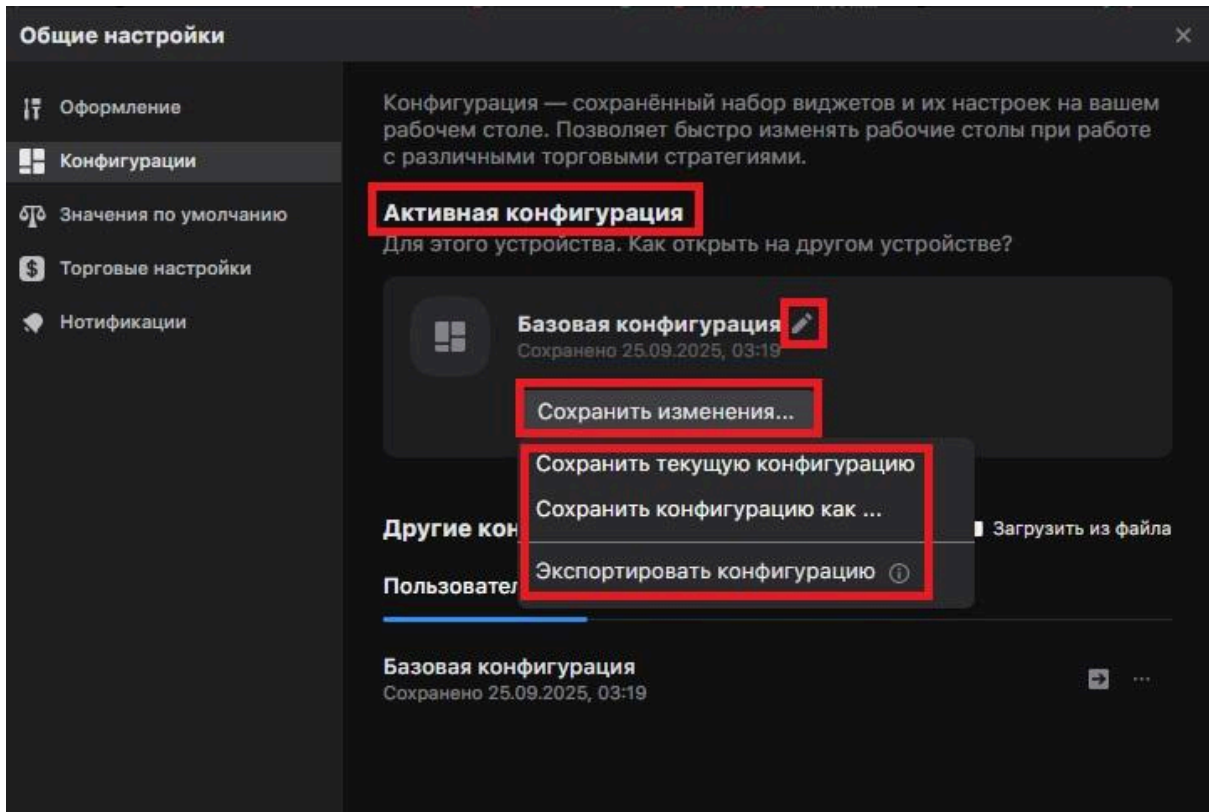 Общие настройки
Оформление
Конфигурации
Значения по умолчанию
Торговые настройки
Нотификации
Конфигурация — сохранённый набор виджетов и их настроек на вашем
рабочем столе. Позволяет быстро изменять рабочие столы при работе
с различными торговыми стратегиями.
Активная конфигурация
Для этого устройства. Как открыть на другом устройстве?
Базовая конфигурация
Сохранено 25.09.2025, 03:19
Сохранить изменения...
Сохранить текущую конфигурацию
Сохранить конфигурацию как ...
Экспортировать конфигурацию
Другие
Загрузить из файла
Базовая конфигурация
Сохранено 25.09.2025, 03:19